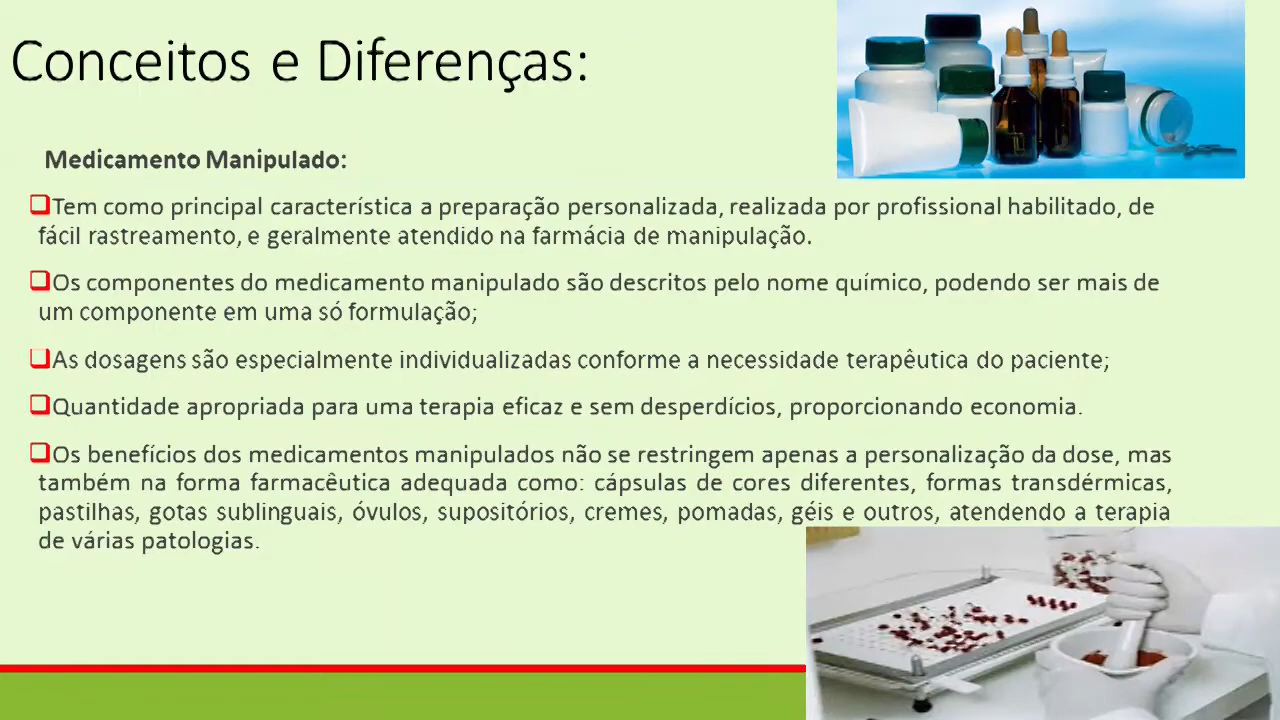 Conceitos e Diferenças:
Medicamento Manipulado:
Tem como principal característica a preparação personalizada, realizada por profissional habilitado, de
fácil rastreamento, e geralmente atendido na farmácia de manipulação.
Os componentes do medicamento manipulado são descritos pelo nome químico, podendo ser mais de
um componente em uma só formulação;
As dosagens são especialmente individualizadas conforme a necessidade terapêutica do paciente;
Quantidade apropriada para uma terapia eficaz e sem desperdícios, proporcionando economia.
Os benefícios dos medicamentos manipulados não se restringem apenas a personalização da dose, mas
também na forma farmacêutica adequada como: cápsulas de cores diferentes, formas transdérmicas,
pastilhas, gotas sublinguais, óvulos, supositórios, cremes, pomadas, géis e outros, atendendo a terapia
de várias patologias.